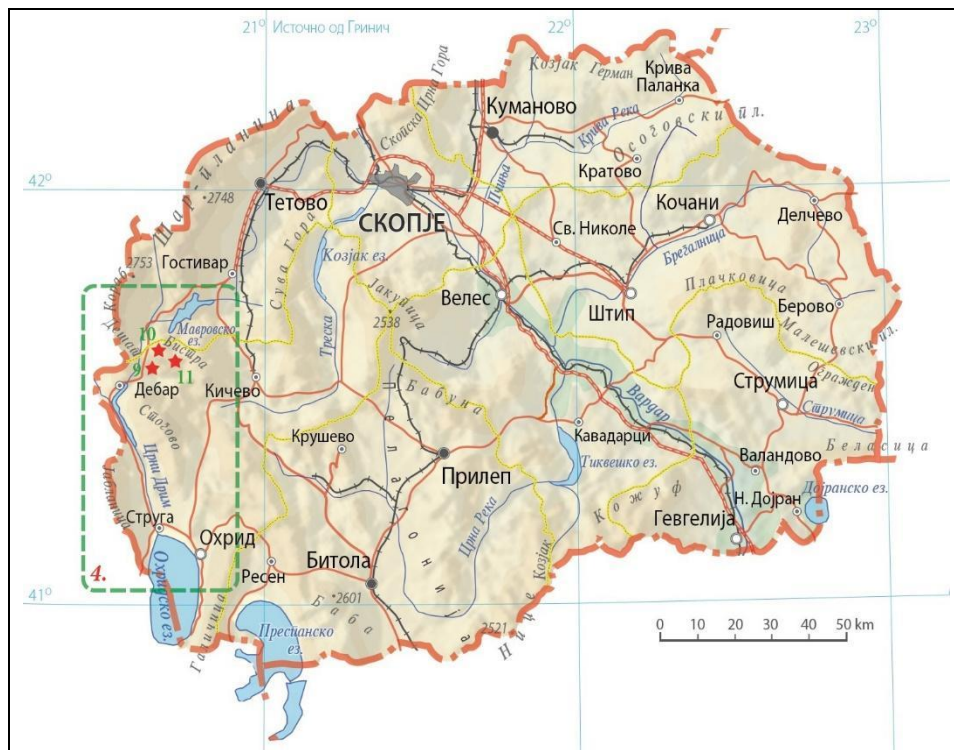 21° Источно од Гринич
22°
23°
Козјак
Герман
Крива
Паланка
Скопска Црна Гора
Куманово
Крива Река
Осоговски пл.
Шар-планина
42°
Тетово
2748
СКОПЈЕ
Пчиња
Кратово
Кочани
Делчево
Св. Николе
Брегалница
Сува Гора
Козјак ез.
Гостивар
2753
Кораб
Јакупица
Велес
Штип
Плачковица
Берово
Малешевски пл.
Радовиш
2538
Треска
Мавровско
ез.
Дешат
Бистра
10
9
11
Дебар
Кичево
Стогово
Бабуна
Вардар
Огражден
Струмица
Струмица
Беласица
Крушево
Пелагонија
Кавадарци
Тиквешко ез.
Прилеп
Валандово
Црни Дрим
Јабланица
Кожуф
Н. Дојран
Дојранско ез.
Гевгелија
Струга
Охрид
Црна Река
Козјак
Битола
Ресен
4.
41°
Охридско ез.
Галичица
Преспанско
ез.
Баба
2601
2521
Ниџе
0 10 20 30 40 50 km